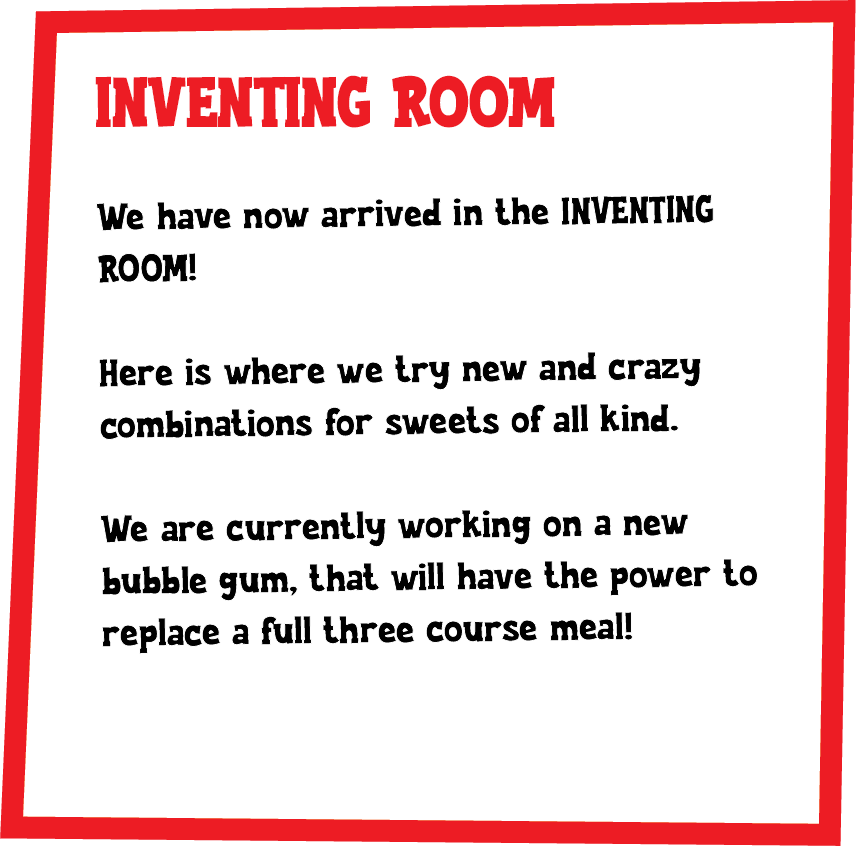 INVENTING ROOM
We have now arrived in the INVENTING
ROOM!
Here is where we try new and crazy
combinations for sweets of all kind.
We are currently working on a new
bubble gum, that will have the power to
replace a full three course meal!